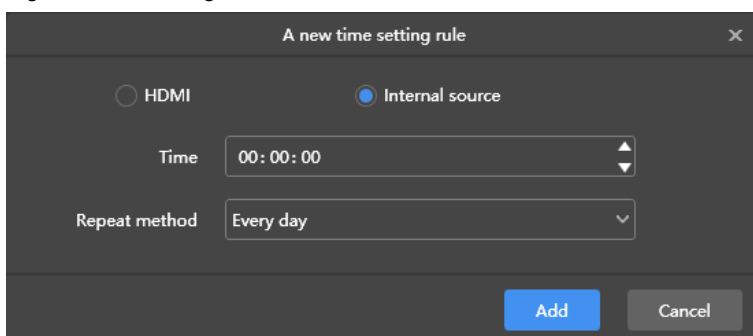 A new time setting rule
HDMI
Internal source
Time
00:00:00
Repeat method
Every day
Add
Cancel